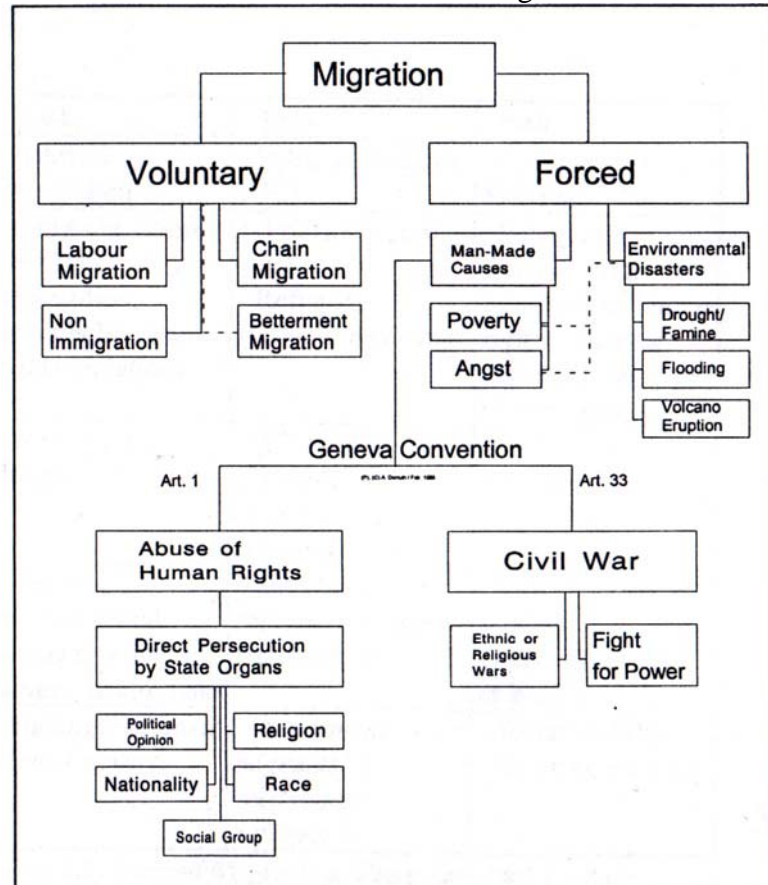 Migration
Voluntary
Forced
Labour
Migration
Chain
Migration
Man-Made
Causes
Environmental
Disasters
Non
Immigration
Betterment
Migration
Poverty
Drought/
Famine
Angst
Flooding
Volcano
Eruption
Geneva Convention
Art. 1
Art. 33
Abuse of
Human Rights
Civil War
Direct Persecution
by State Organs
Ethnic or
Religious
Wars
Fight
for Power
Political
Opinion
Religion
Nationality
Race
Social Group